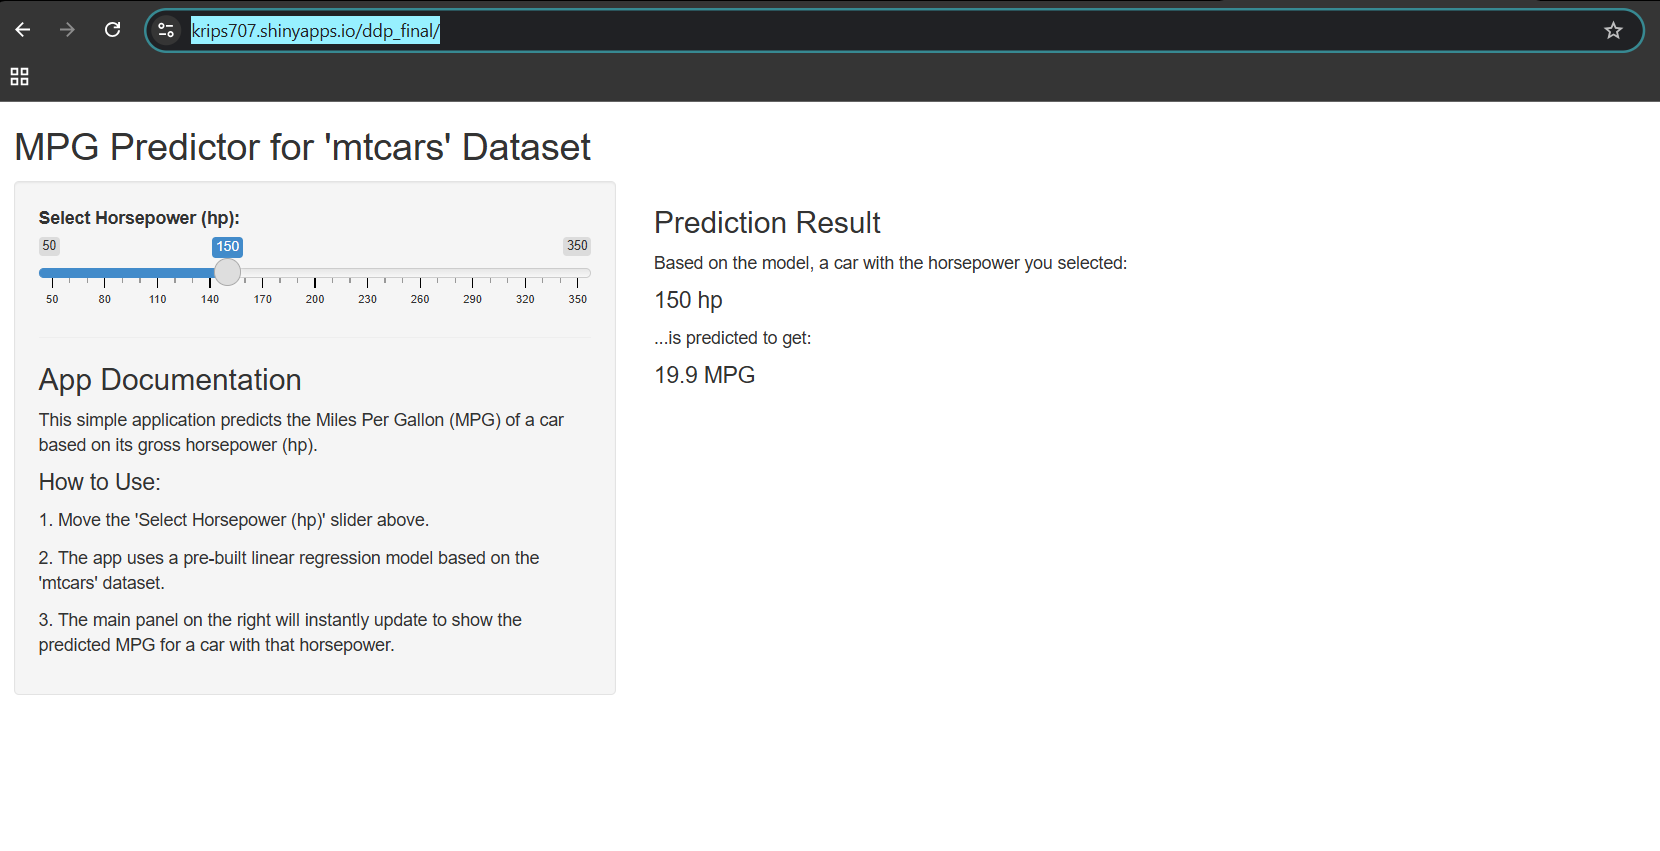 krips707.shinyapps.io/ddp_final/
MPG Predictor for 'mtcars' Dataset
Select Horsepower (hp):
50 150 350
50 80 110 140 170 200 230 260 290 320 350
App Documentation
This simple application predicts the Miles Per Gallon (MPG) of a car
based on its gross horsepower (hp).
How to Use:
1. Move the 'Select Horsepower (hp)' slider above.
2. The app uses a pre-built linear regression model based on the
'mtcars' dataset.
3. The main panel on the right will instantly update to show the
predicted MPG for a car with that horsepower.
Prediction Result
Based on the model, a car with the horsepower you selected:
150 hp
...is predicted to get:
19.9 MPG